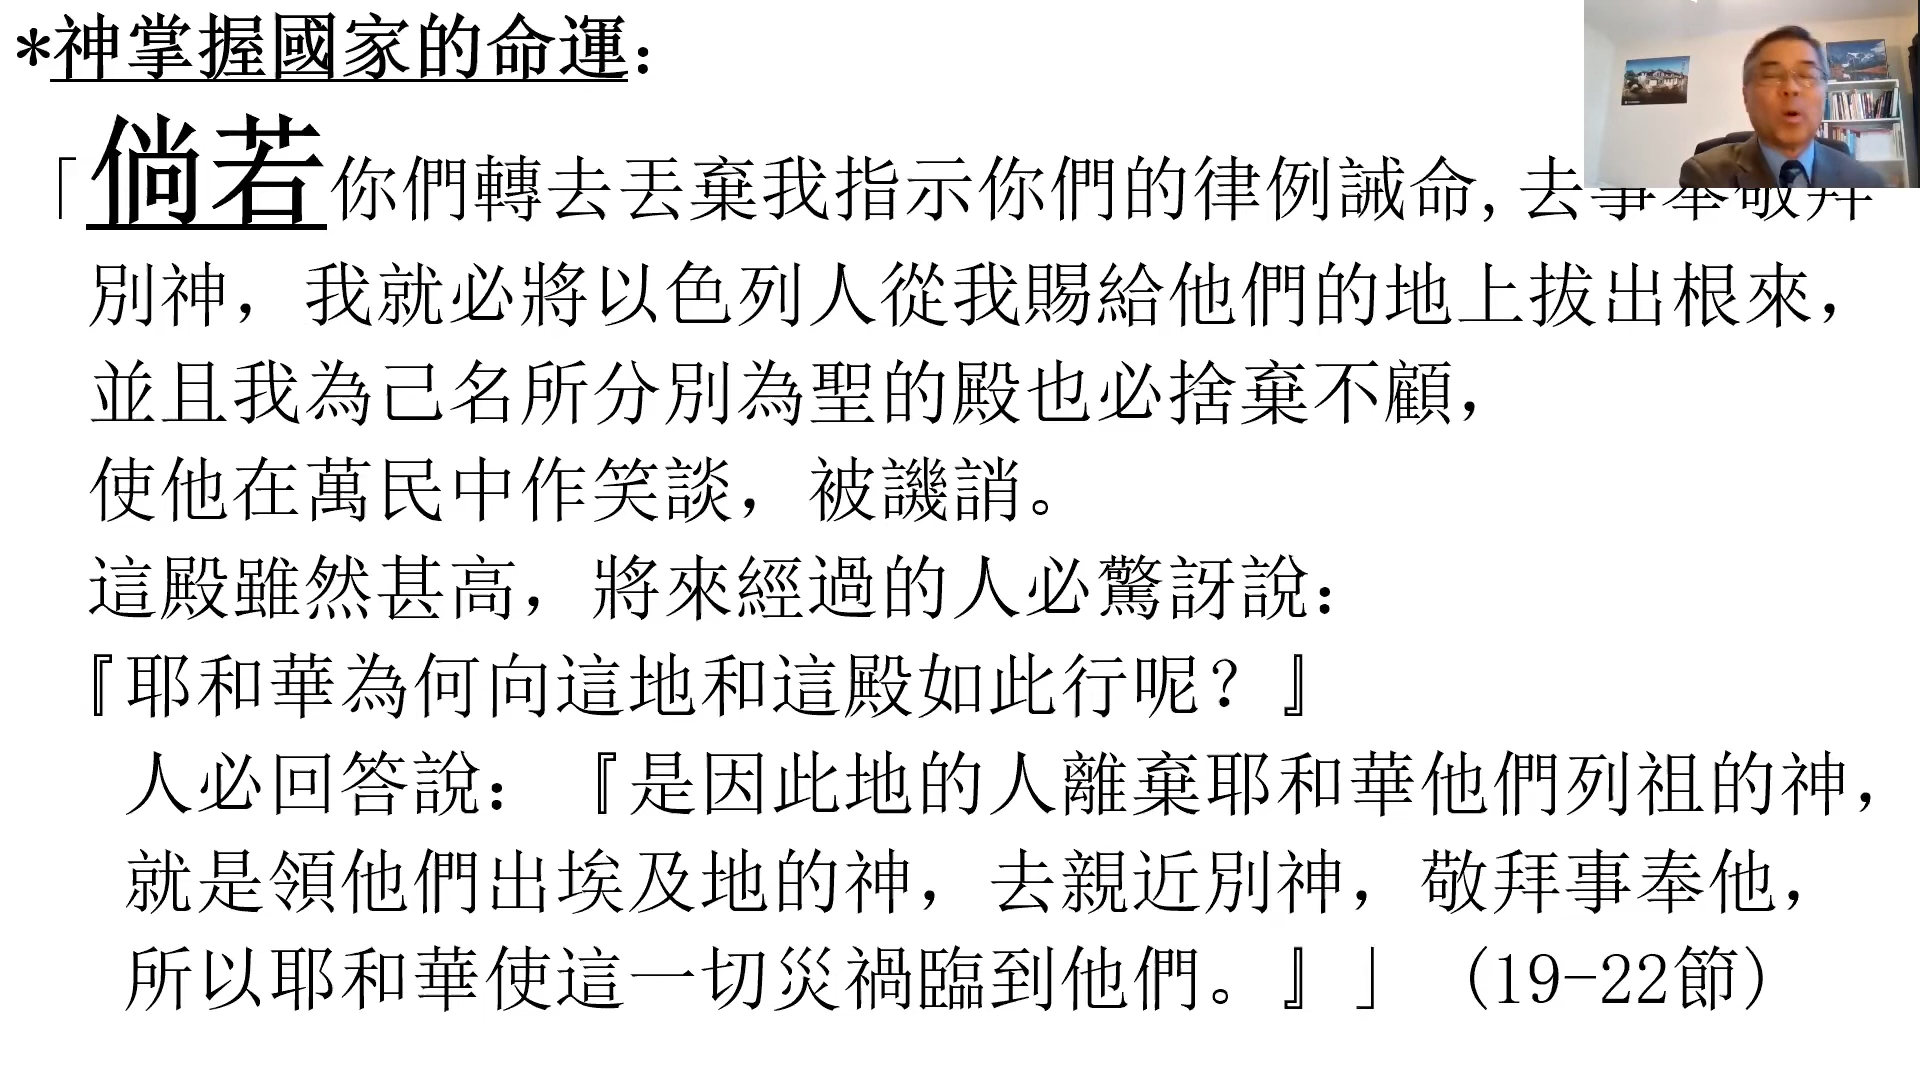 *神掌握國家的命運：
「倘若你們轉去丟棄我指示你們的律例誡命,去事奉敬拜
別神，我就必將以色列人從我賜給他們的地上拔出根來，
並且我為己名所分別為聖的殿也必捨棄不顧，
使他在萬民中作笑談，被譏誚。
這殿雖然甚高，將來經過的人必驚訝說：
『耶和華為何向這地和這殿如此行呢？』
人必回答說：『是因此地的人離棄耶和華他們列祖的神，
就是領他們出埃及地的神，去親近別神，敬拜事奉他，
所以耶和華使這一切災禍臨到他們。』」（19-22節）